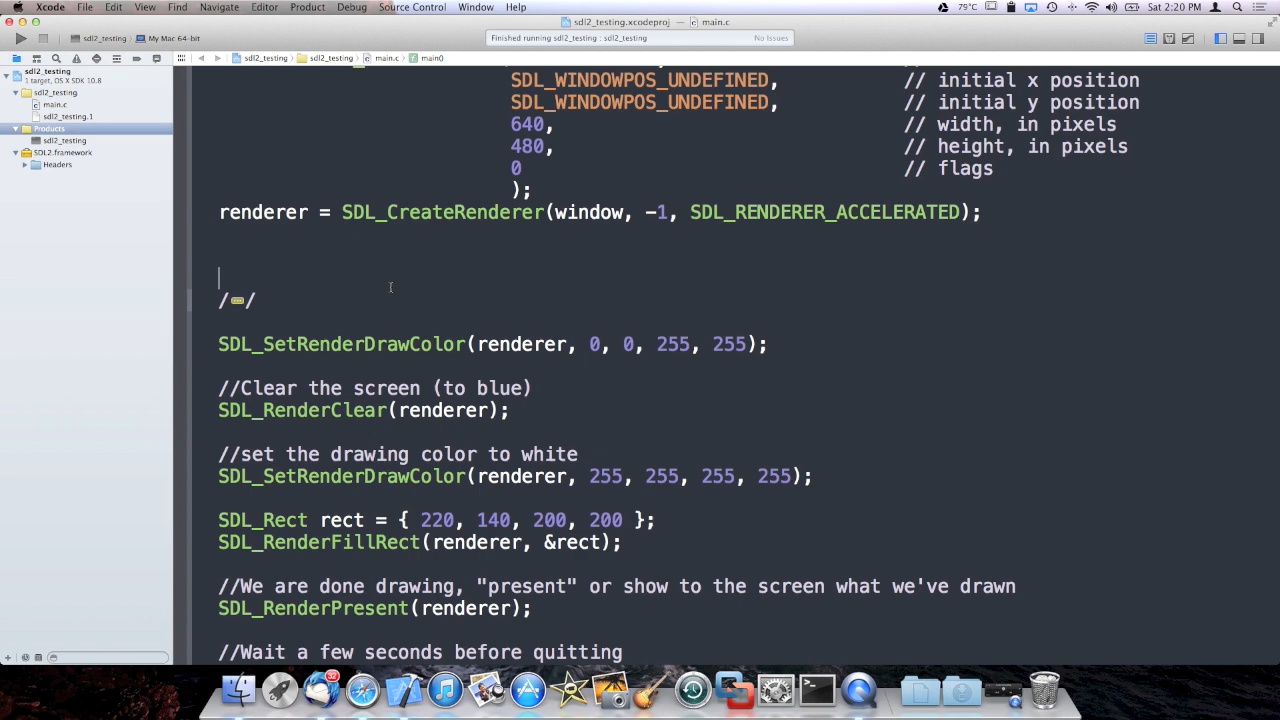 Xcode File Edit View Find Navigate Editor Product Debug Source Control Window Help 79°C Sat 2:20 PM
sdl2_testing.xcodeproj — main.c
sdl2_testing My Mac 64-bit Finished running sdl2_testing : sdl2_testing No Issues
sdl2_testing sdl2_testing main.c main()
sdl2_testing
1 target, OS X SDK 10.8
sdl2_testing
main.c
sdl2_testing.1
Products
sdl2_testing
SDL2.framework
Headers
SDL_WINDOWPOS_UNDEFINED, // initial x position
SDL_WINDOWPOS_UNDEFINED, // initial y position
640, // width, in pixels
480, // height, in pixels
0 // flags
);
renderer = SDL_CreateRenderer(window, -1, SDL_RENDERER_ACCELERATED);
/ /
SDL_SetRenderDrawColor(renderer, 0, 0, 255, 255);
//Clear the screen (to blue)
SDL_RenderClear(renderer);
//set the drawing color to white
SDL_SetRenderDrawColor(renderer, 255, 255, 255, 255);
SDL_Rect rect = { 220, 140, 200, 200 };
SDL_RenderFillRect(renderer, &rect);
//We are done drawing, "present" or show to the screen what we've drawn
SDL_RenderPresent(renderer);
//Wait a few seconds before quitting
32